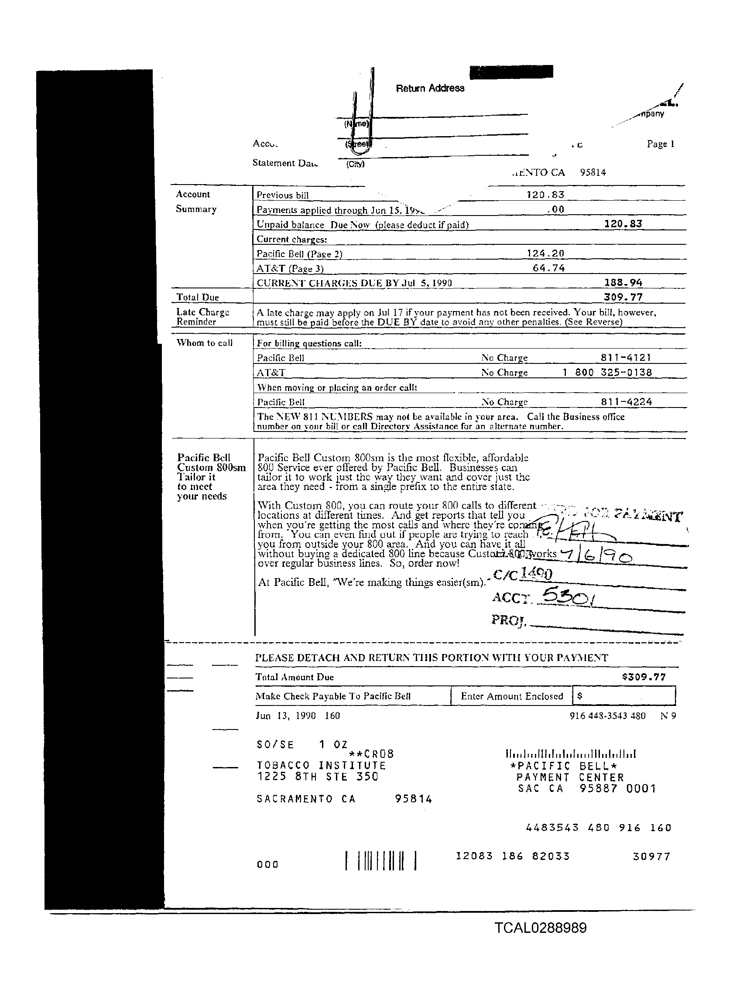 Return Address
(Name)
mpany
(Street)
Page 1
Statement Date
(City)
MENTO CA 95814
Account Summary
Previous bill 120.83
Payments applied through Jun 15, .00
Unpaid balance Due Now (please deduct if paid) 120.83
Current charges:
Pacific Bell (Page 2) 124.20
AT&T (Page 3) 64.74
CURRENT CHARGES DUE BY Jul 5, 1990 188.94
Total Due 309.77
Late Charge Reminder
A late charge may apply on Jul 17 if your payment has not been received. Your bill, however,
must still be paid before the DUE BY date to avoid any other penalties. (See Reverse)
Whom to call
For billing questions call:
Pacific Bell No Charge 811-4121
AT&T No Charge 1 800 325-0138
When moving or placing an order call:
Pacific Bell No Charge 811-4224
The NEW 811 NUMBERS may not be available in your area. Call the Business office
number on your bill or call Directory Assistance for an alternate number.
Pacific Bell
Custom 800sm
Tailor it
to meet
your needs
Pacific Bell Custom 800sm is the most flexible, affordable
800 Service ever offered by Pacific Bell. Businesses can
tailor it to work just the way they want and cover just the
area they need - from a single prefix to the entire state.
With Custom 800, you can route your 800 calls to different
locations at different times. And get reports that tell you
when you're getting the most calls and where they're coming
from. You can even find out if people are trying to reach
you from outside your 800 area. And you can have it all
without buying a dedicated 800 line because Custom 800 works
over regular business lines. So, order now!
At Pacific Bell, "We're making things easier(sm)."
FOR PAYMENT
7/6/90
C/C 1400
ACCT. 5301
PROJ.
PLEASE DETACH AND RETURN THIS PORTION WITH YOUR PAYMENT
Total Amount Due $309.77
Make Check Payable To Pacific Bell Enter Amount Enclosed $
Jun 13, 1990 160 916 448-3543 480 N 9
SO/SE 1 OZ
**CR08
TOBACCO INSTITUTE
1225 8TH STE 350
SACRAMENTO CA 95814
*PACIFIC BELL*
PAYMENT CENTER
SAC CA 95887 0001
4483543 480 916 160
000
12083 186 82033 30977
TCAL0288989